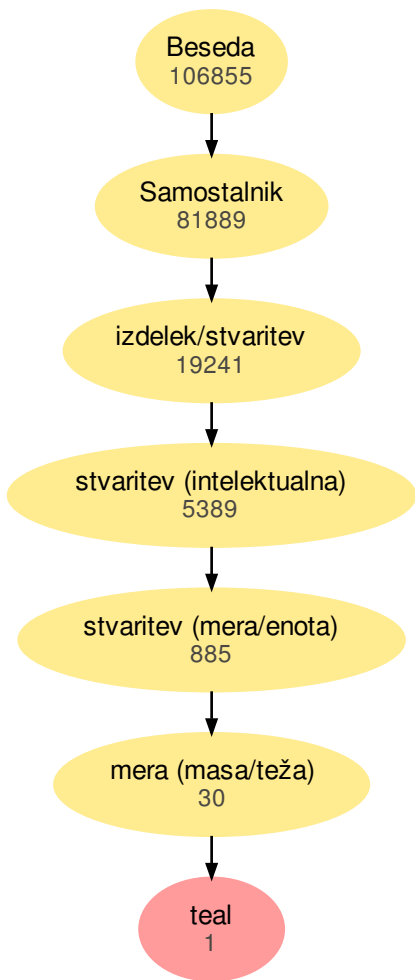 Beseda
106855
Samostalnik
81889
izdelek/stvaritev
19241
stvaritev (intelektualna)
5389
stvaritev (mera/enota)
885
mera (masa/teža)
30
teal
1